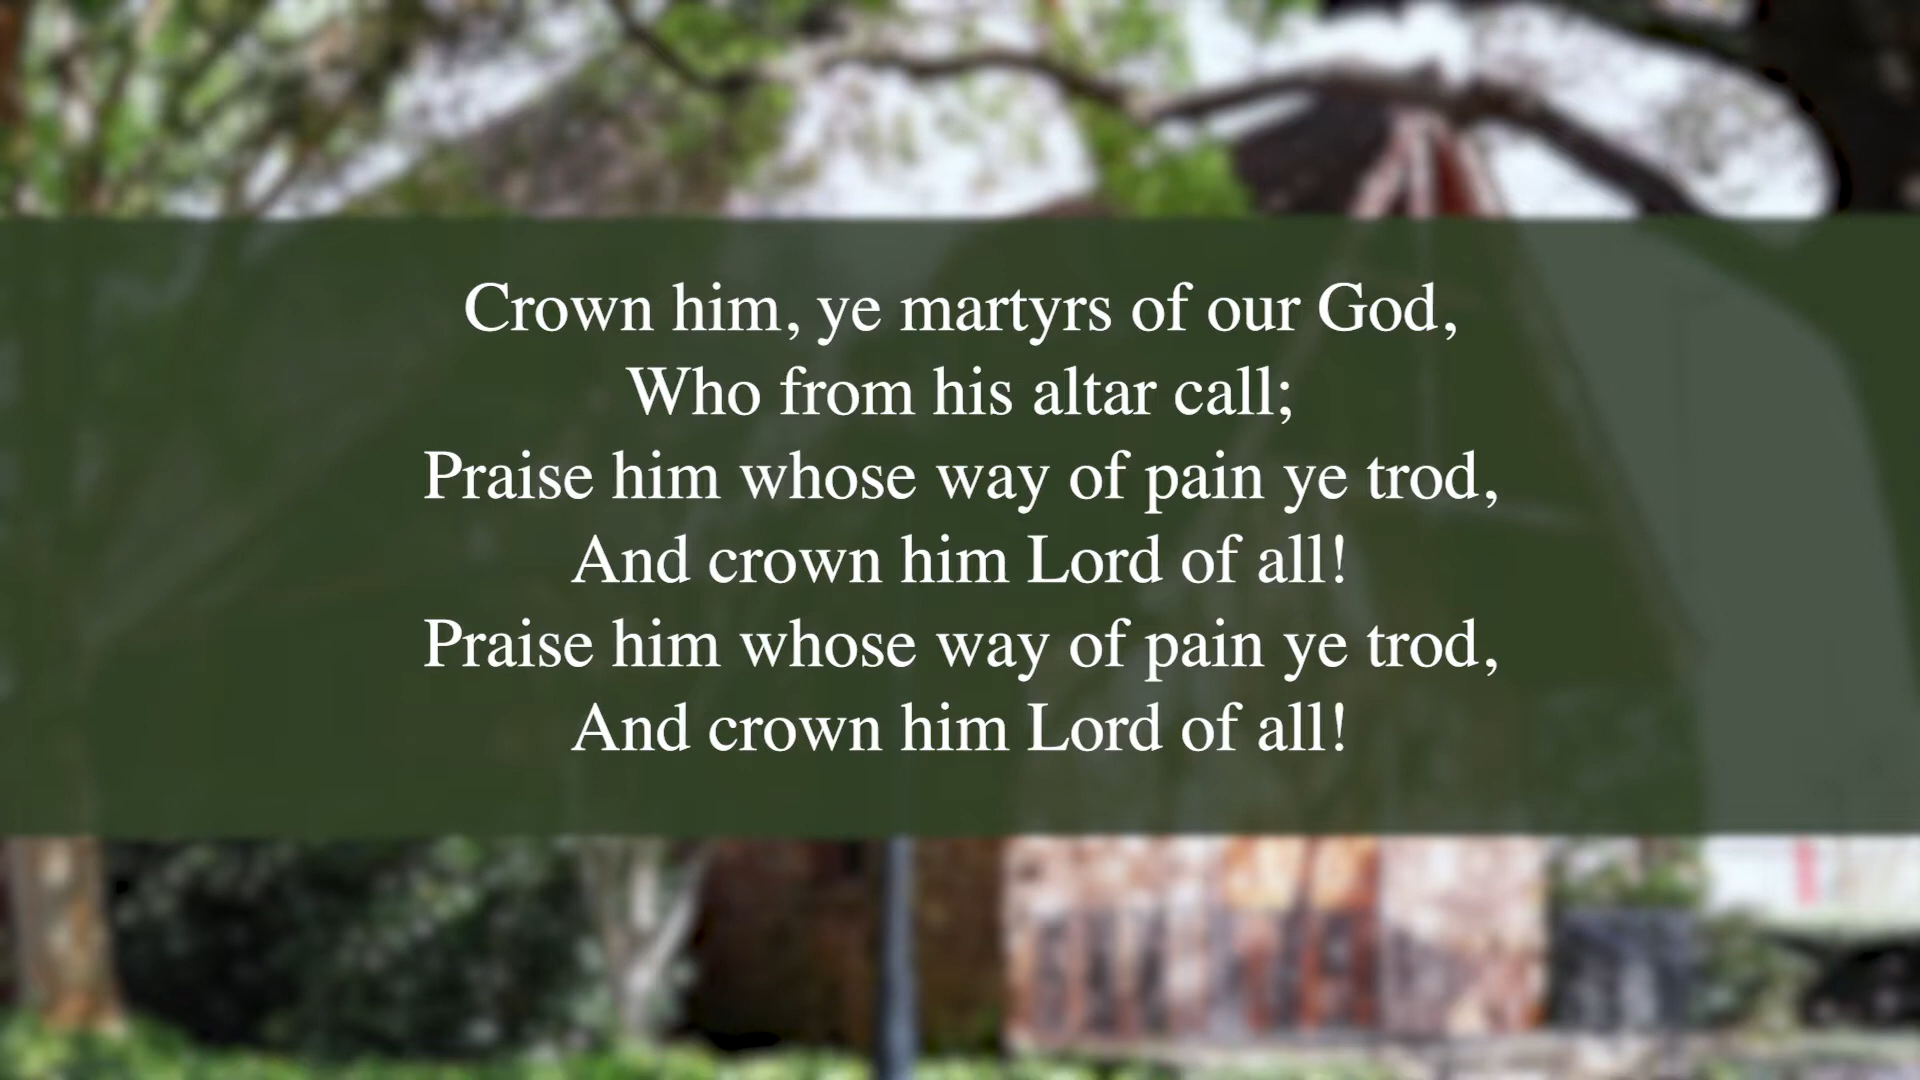 Crown him, ye martyrs of our God,
Who from his altar call;
Praise him whose way of pain ye trod,
And crown him Lord of all!
Praise him whose way of pain ye trod,
And crown him Lord of all!